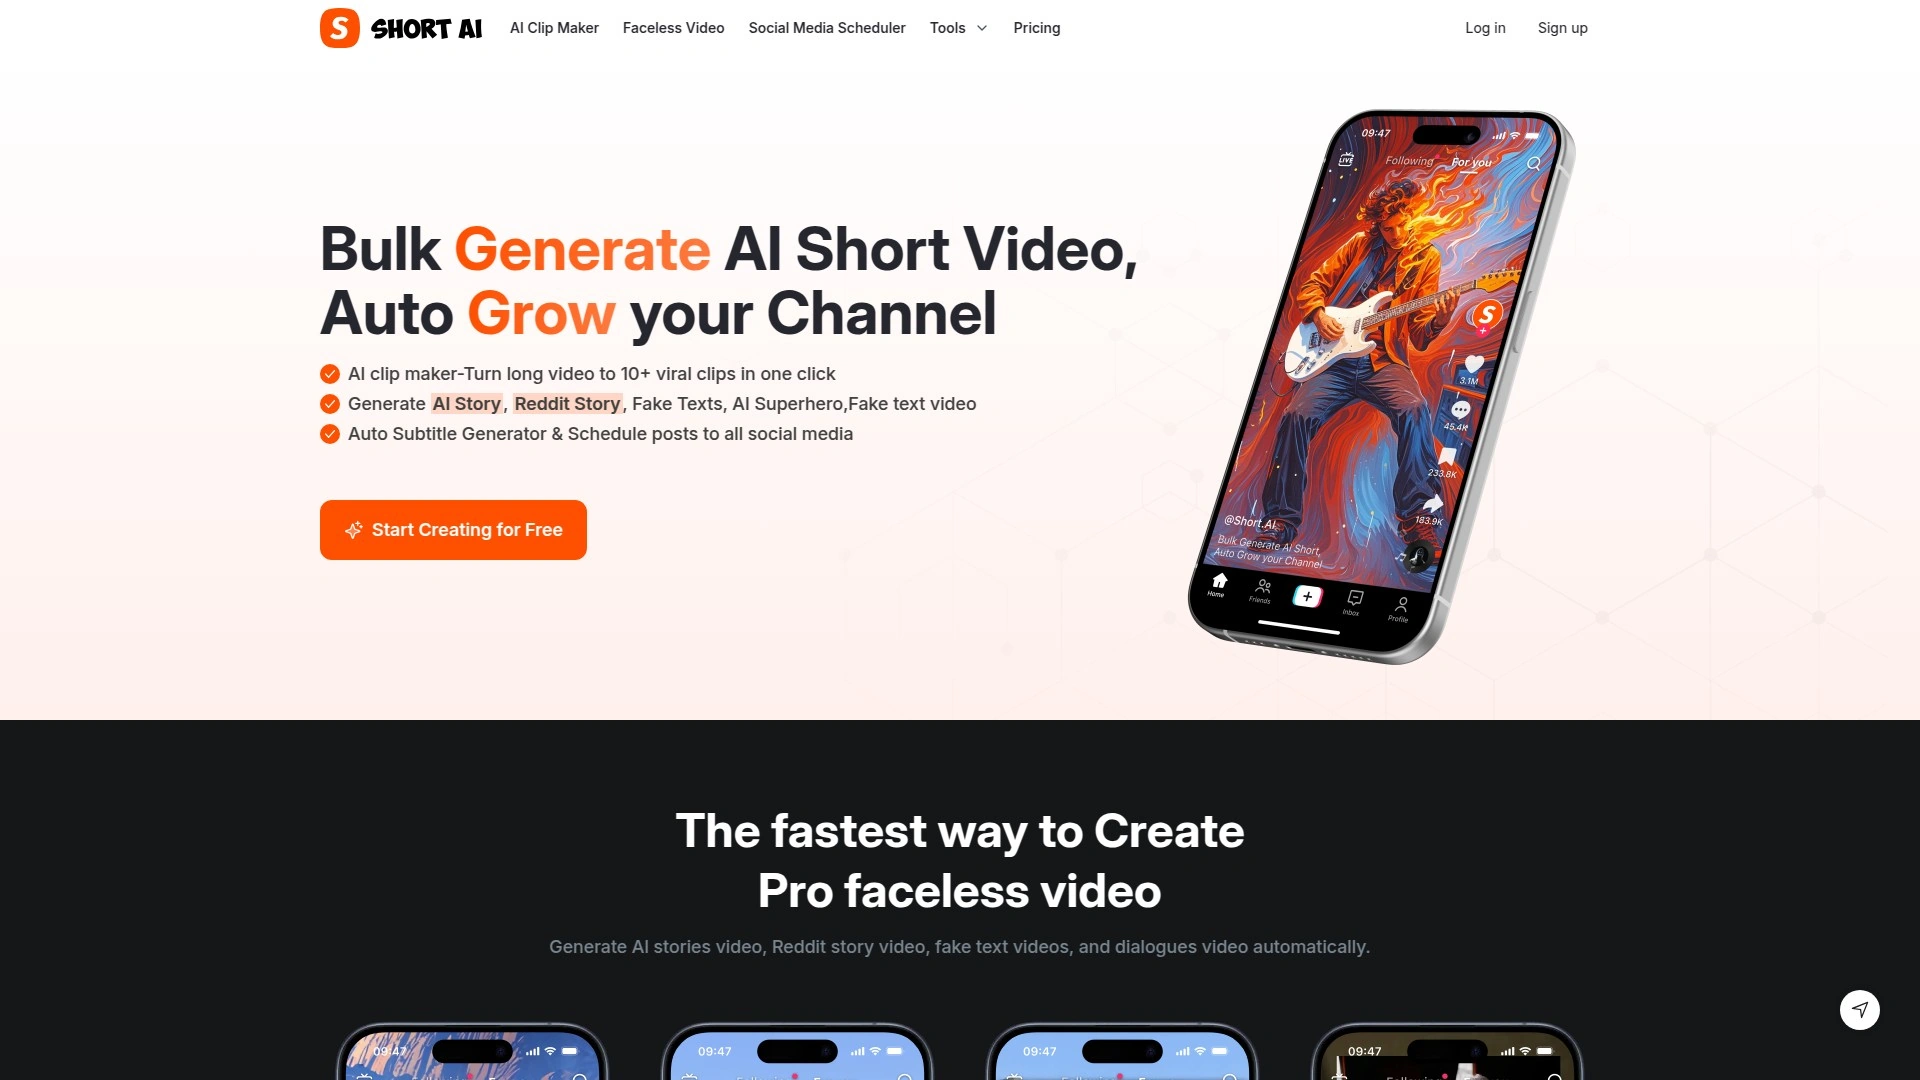 SHORT AI
AI Clip Maker
Faceless Video
Social Media Scheduler
Tools
Pricing
Log in
Sign up
Bulk Generate AI Short Video,
Auto Grow your Channel
AI clip maker-Turn long video to 10+ viral clips in one click
Generate AI Story, Reddit Story, Fake Texts, AI Superhero,Fake text video
Auto Subtitle Generator & Schedule posts to all social media
Start Creating for Free
09:47
LIVE
Following
For you
3.1M
45.4K
233.8K
183.9K
@Short.AI
Bulk Generate AI Short,
Auto Grow your Channel
Home
Friends
Inbox
Profile
The fastest way to Create
Pro faceless video
Generate AI stories video, Reddit story video, fake text videos, and dialogues video automatically.
09:47
09:47
09:47
09:47